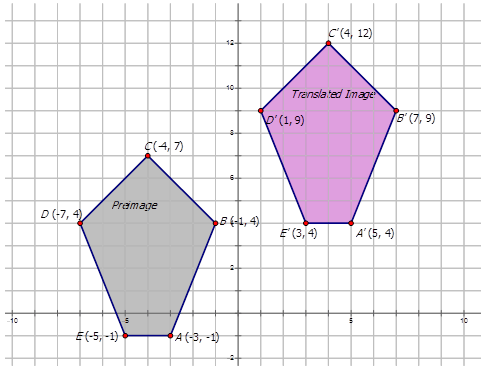 C'(4, 12)
12
10
Translated Image
D'(1, 9)
B'(7, 9)
8
C(-4, 7)
6
Preimage
D (-7, 4)
B (-1, 4)
E'(3, 4)
A'(5, 4)
2
-10
-5
5
10
E (-5, -1)
A (-3, -1)
-2